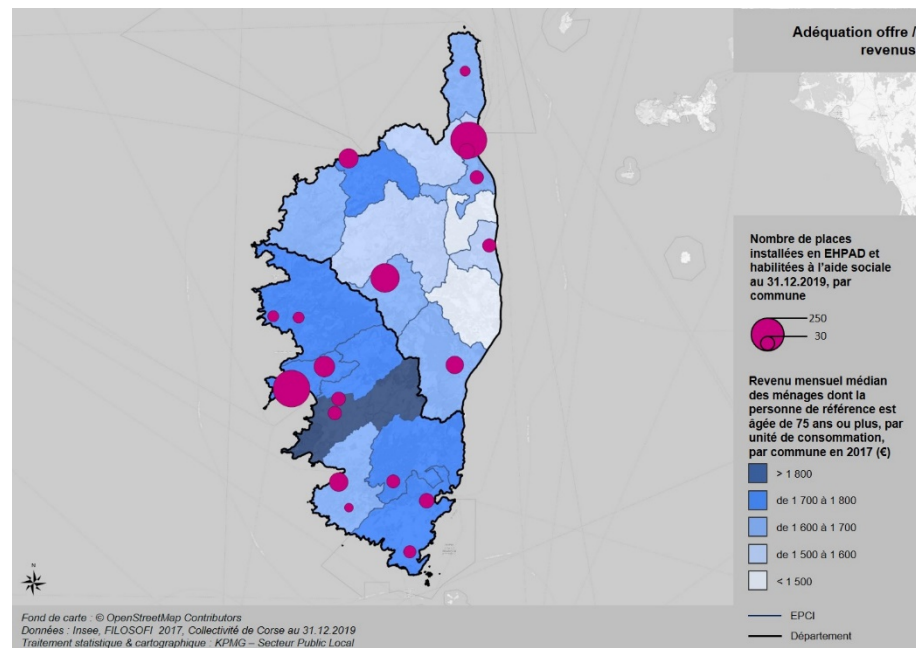 Adéquation offre /
revenus
Nombre de places
installées en EHPAD et
habilitées à l'aide sociale
au 31.12.2019, par
commune
250
30
Revenu mensuel médian
des ménages dont la
personne de référence est
âgée de 75 ans ou plus, par
unité de consommation,
par commune en 2017 (€)
> 1 800
de 1 700 à 1 800
de 1 600 à 1 700
de 1 500 à 1 600
< 1 500
EPCI
Département
N
Fond de carte : © OpenStreetMap Contributors
Données : Insee, FILOSOFI 2017, Collectivité de Corse au 31.12.2019
Traitement statistique & cartographique : KPMG – Secteur Public Local